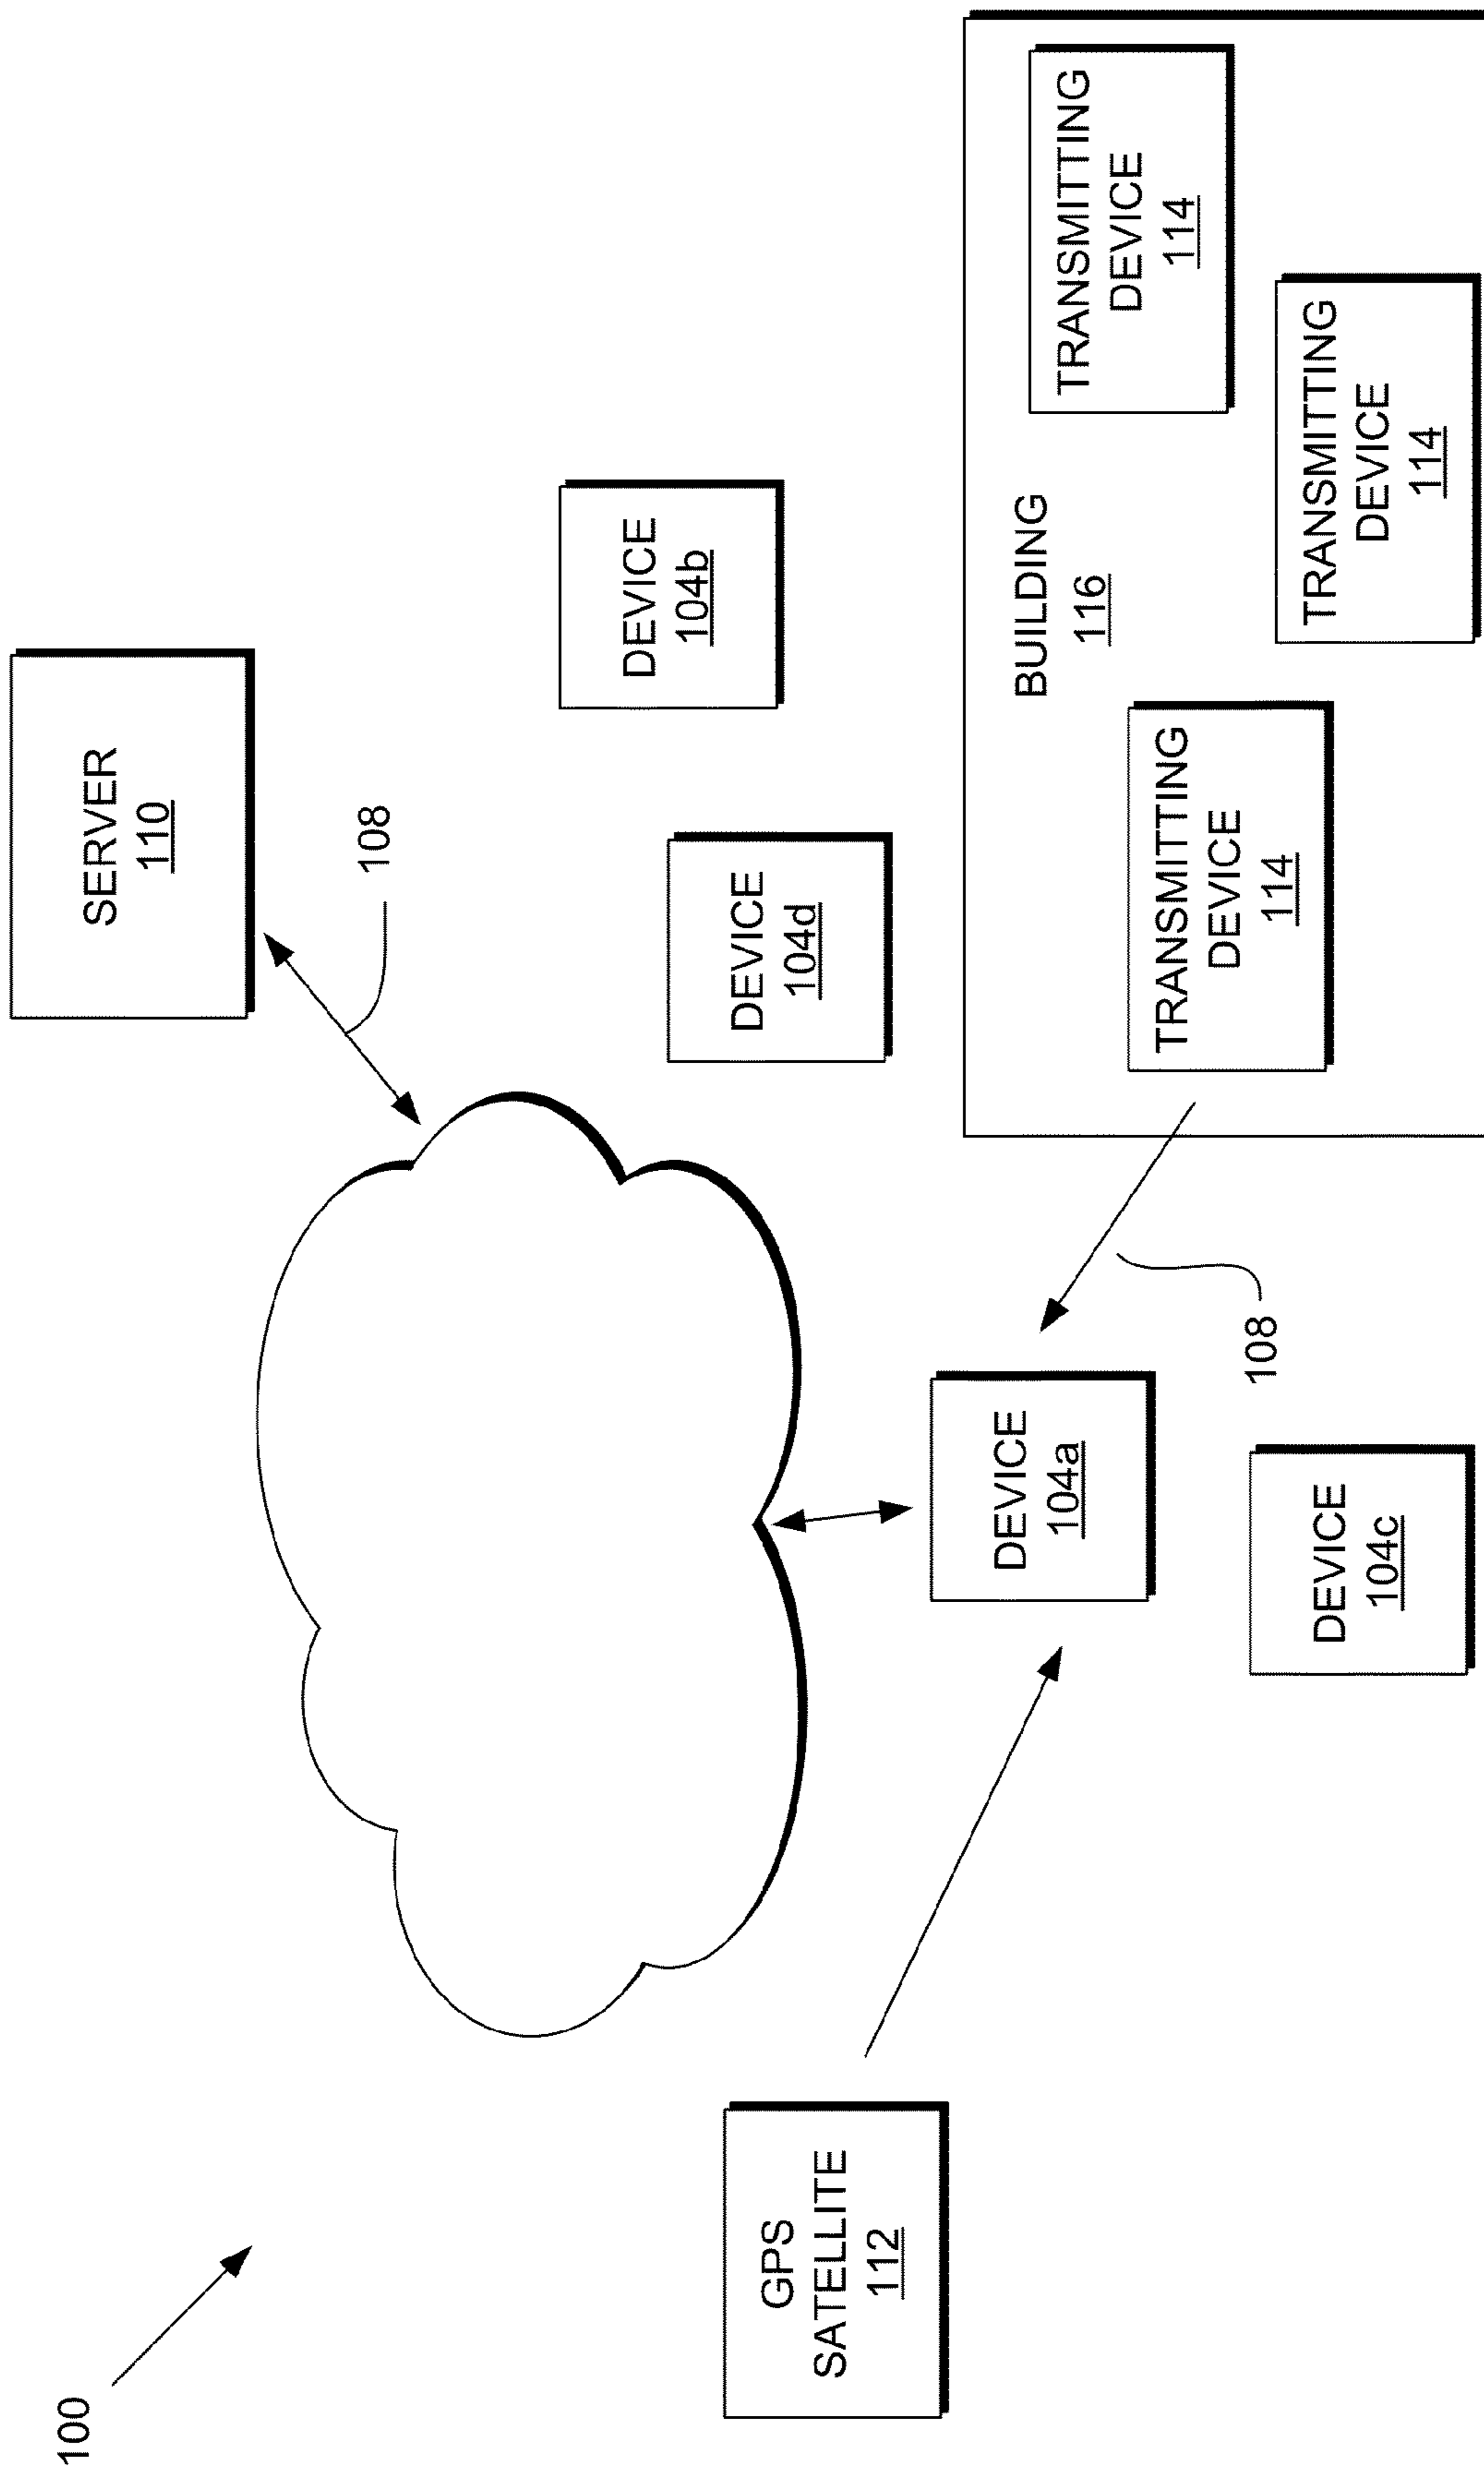 100
SERVER
110
108
DEVICE
104b
DEVICE
104d
GPS
SATELLITE
112
DEVICE
104a
108
DEVICE
104c
BUILDING
116
TRANSMITTING
DEVICE
114
TRANSMITTING
DEVICE
114
TRANSMITTING
DEVICE
114